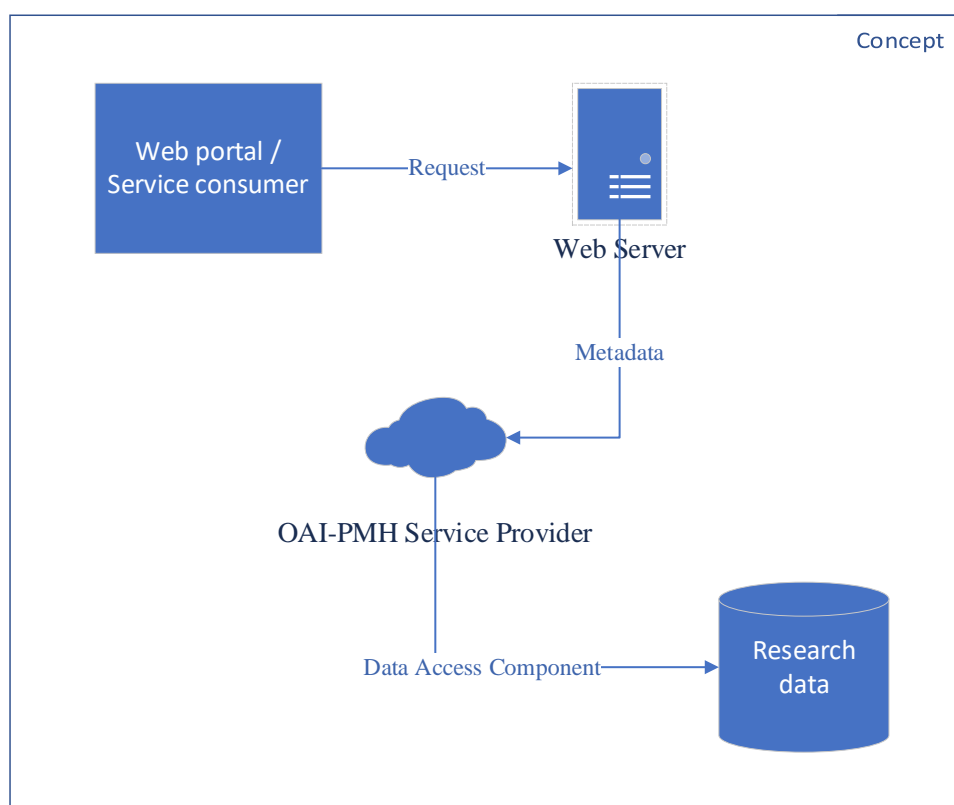 Concept
Web portal /
Service consumer
Request
Web Server
Metadata
OAI-PMH Service Provider
Data Access Component
Research
data